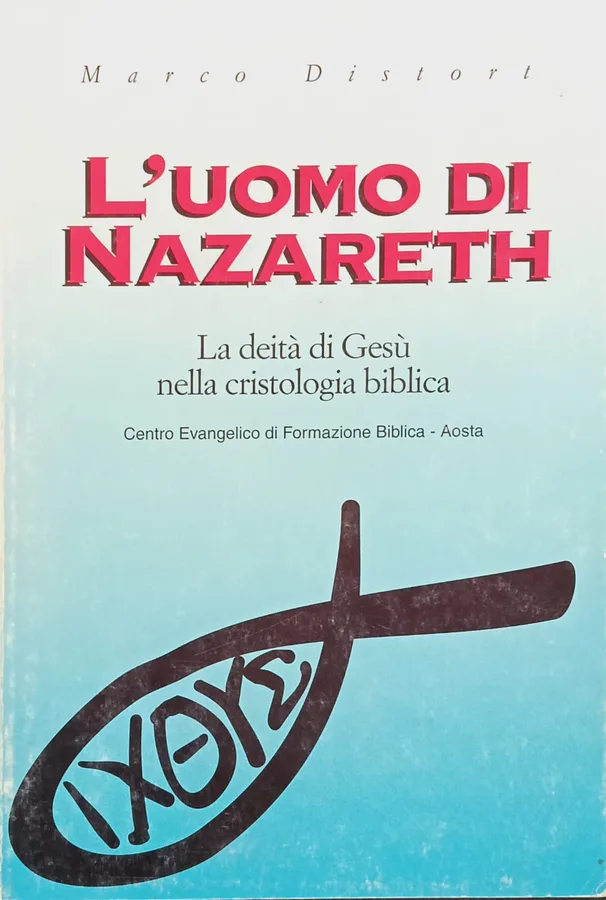 Marco Distort
L'UOMO DI
NAZARETH
La deità di Gesù
nella cristologia biblica
Centro Evangelico di Formazione Biblica - Aosta
ΙΧΘΥΣ